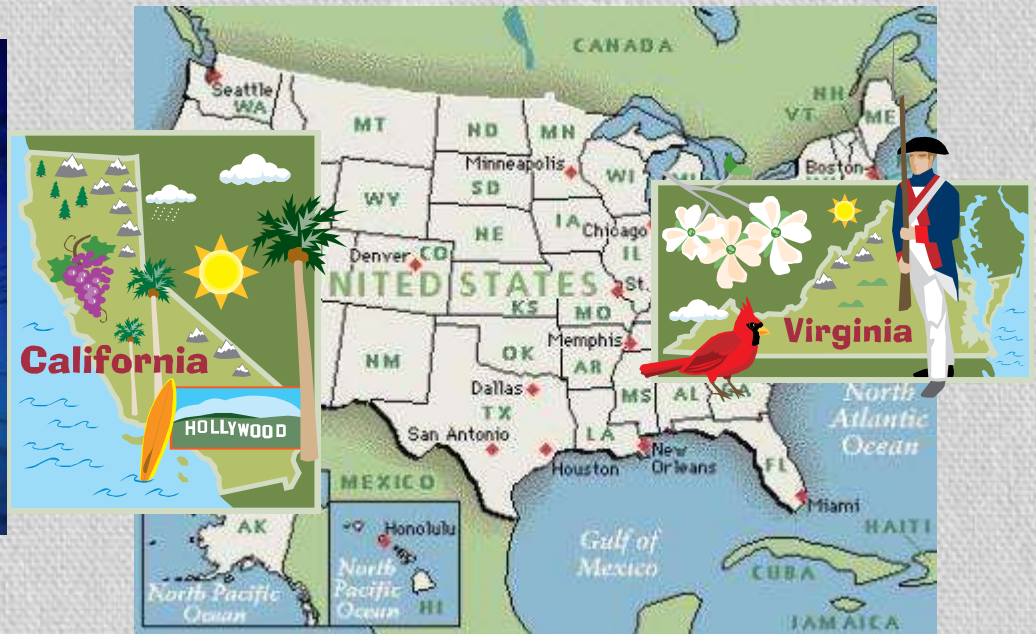 CANADA
Seattle
WA
MT
ND
MN
NH
VT
ME
Minneapolis
Boston
SD
WI
WY
IA
Chicago
NE
IL
Denver
CO
NITED STATES
St.
KS
MO
Virginia
California
Memphis
OK
NM
AR
Dallas
MS
AL
GA
TX
North
Atlantic
Ocean
HOLLYWOOD
San Antonio
LA
New
Orleans
Houston
FL
MEXICO
Miami
AK
Honolulu
HAITI
Gulf of
Mexico
North
Pacific
Ocean
CUBA
North Pacific
Ocean
HI
JAMAICA